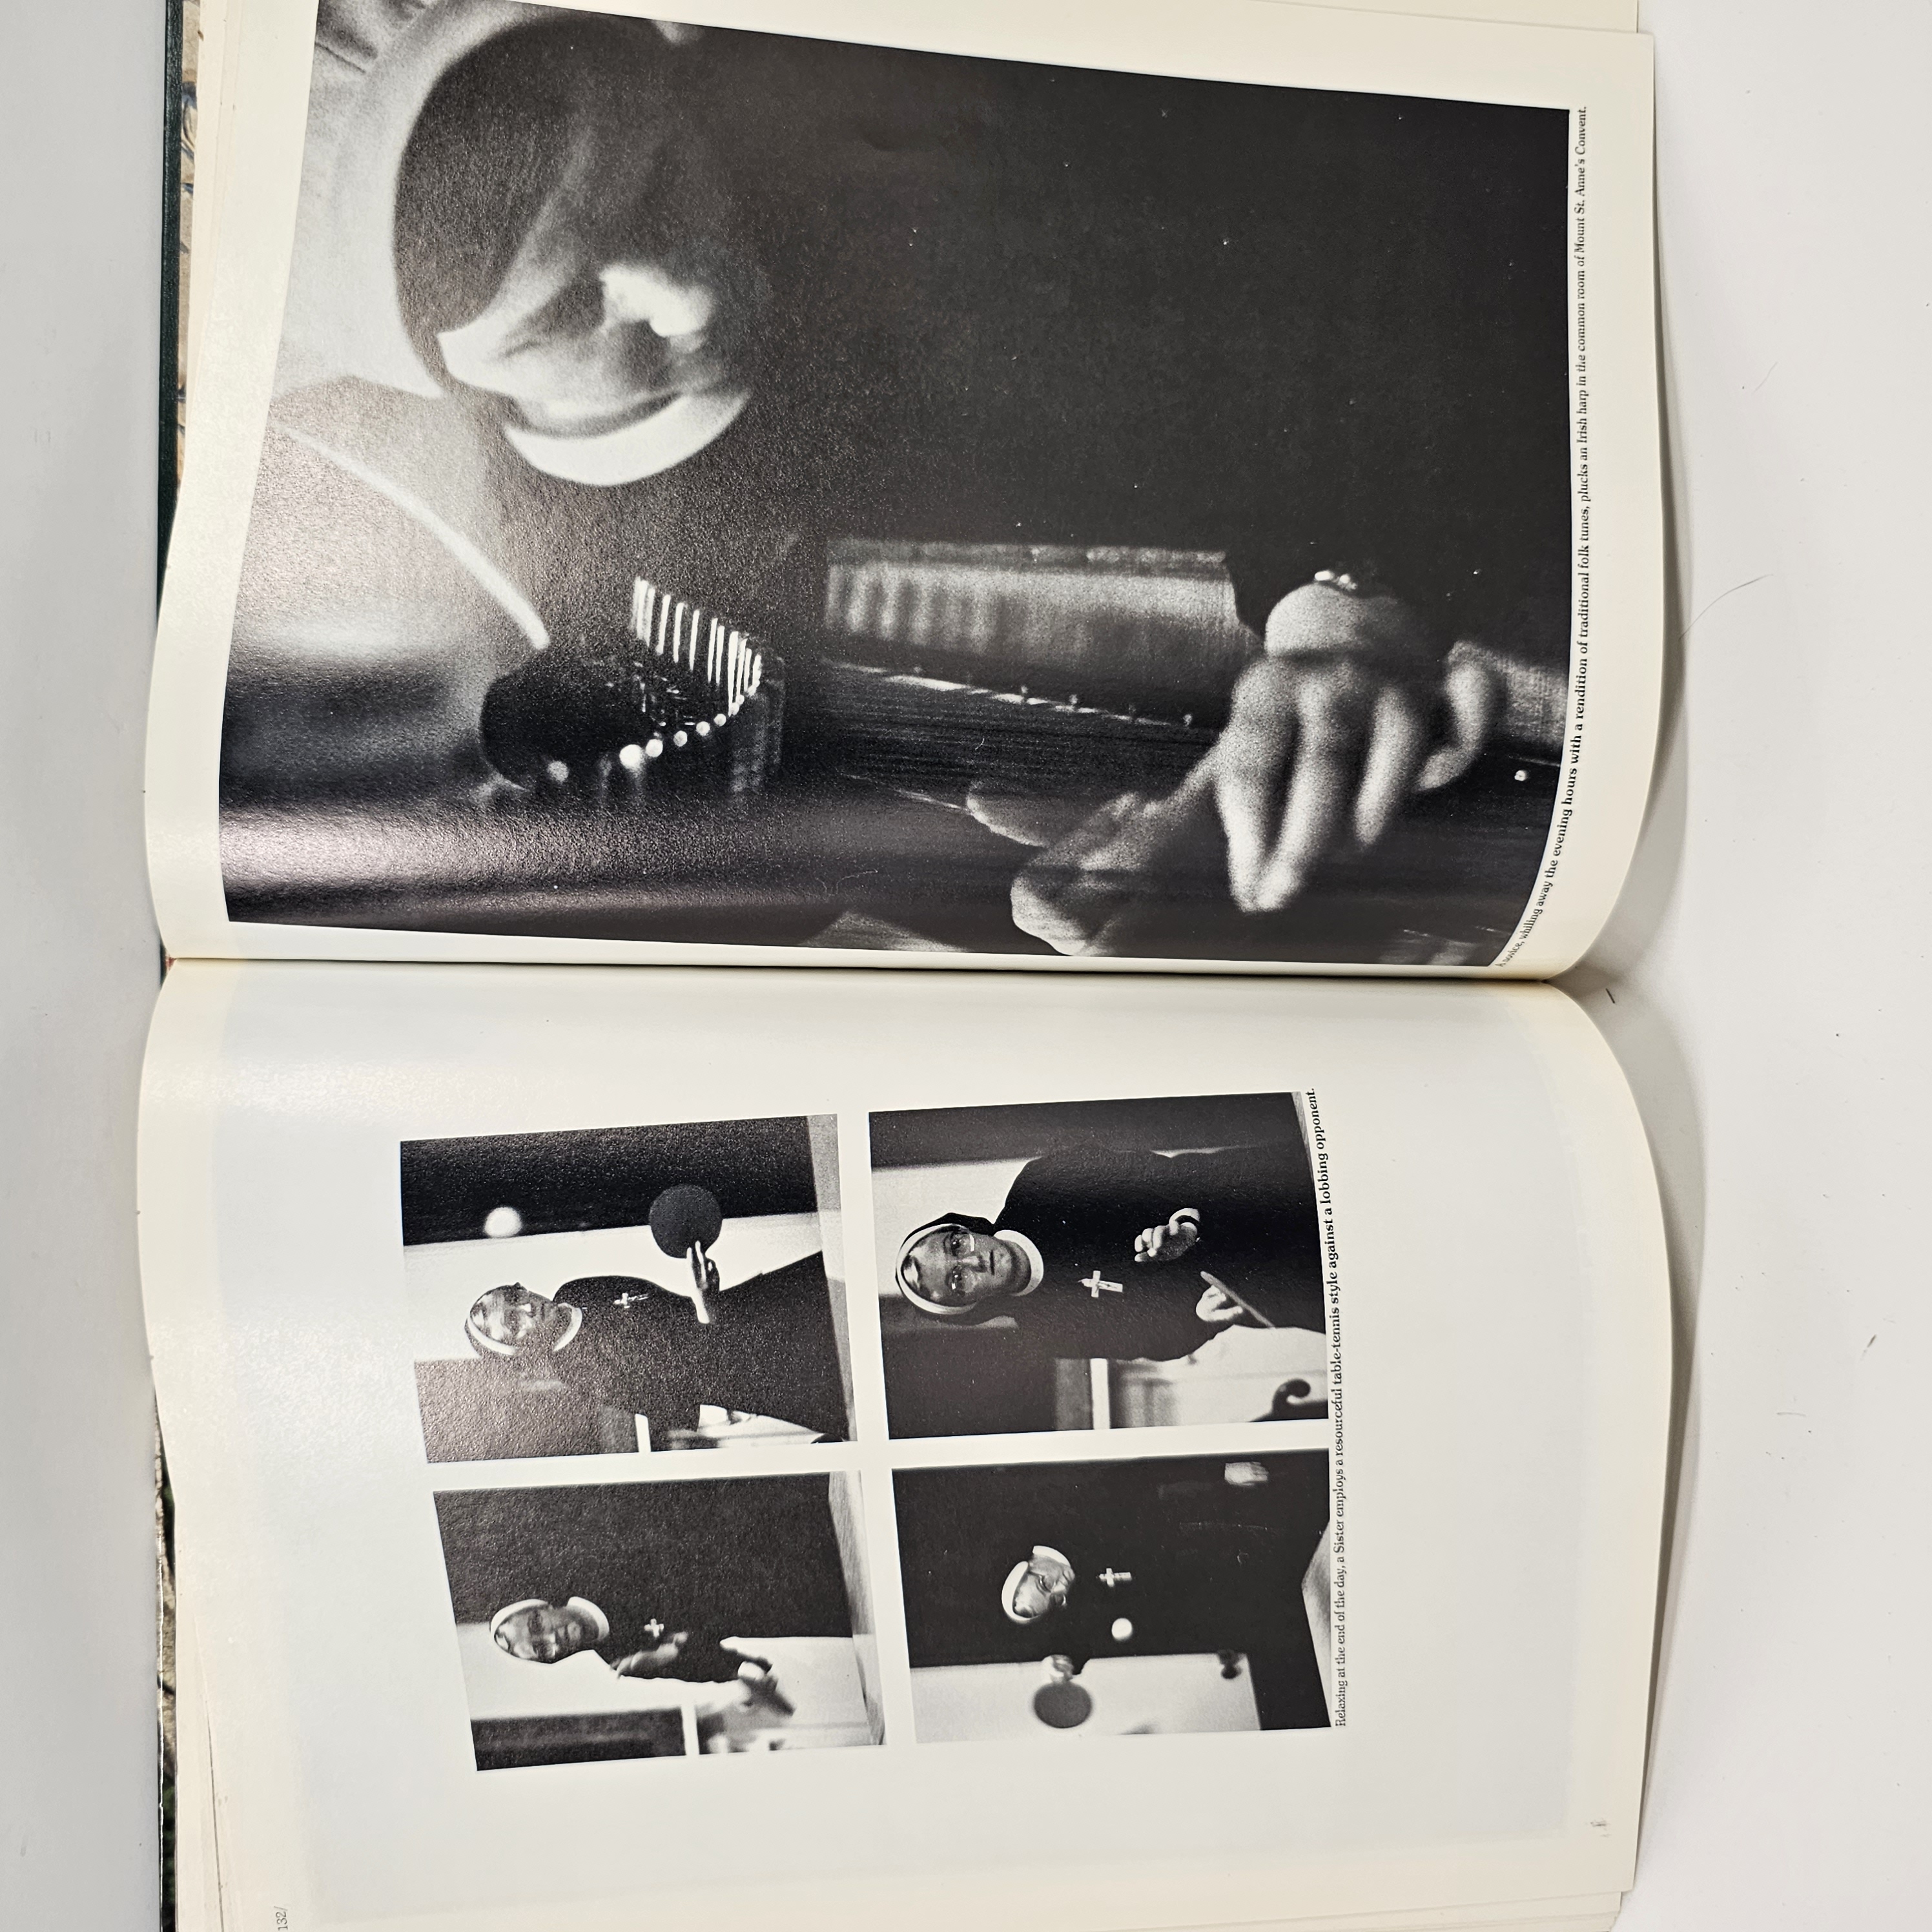 132/
Relaxing at the end of the day, a Sister employs a resourceful table-tennis style against a lobbing opponent.
A novice, whiling away the evening hours with a rendition of traditional folk tunes, plucks an Irish harp in the common room of Mount St. Anne's Convent.